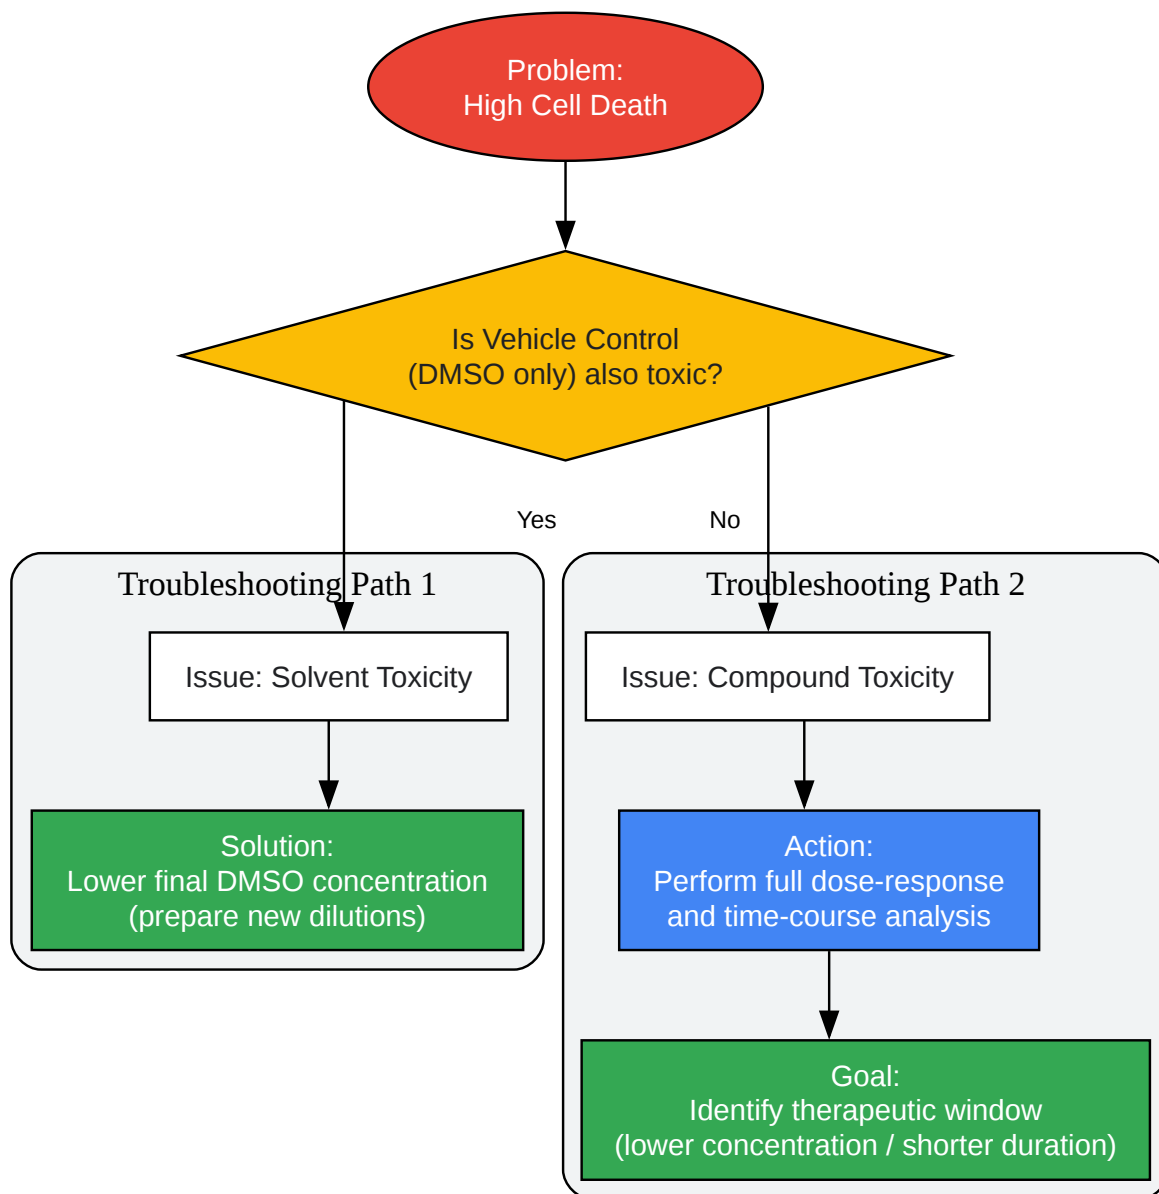 Problem:
High Cell Death
Is Vehicle Control
(DMSO only) also toxic?
Yes
No
Troubleshooting Path 1
Issue: Solvent Toxicity
Solution:
Lower final DMSO concentration
(prepare new dilutions)
Troubleshooting Path 2
Issue: Compound Toxicity
Action:
Perform full dose-response
and time-course analysis
Goal:
Identify therapeutic window
(lower concentration / shorter duration)